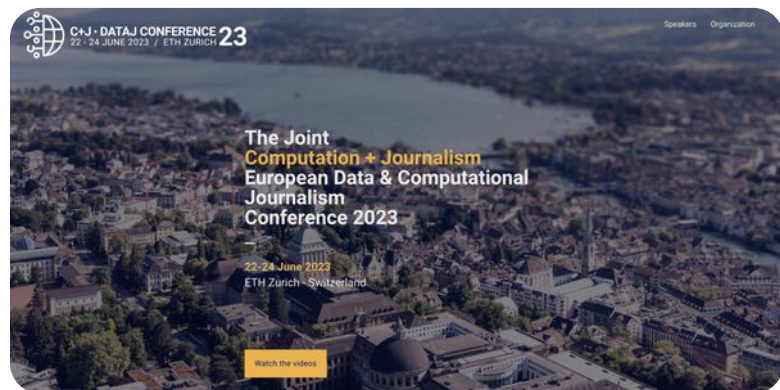 C+J · DATAJ CONFERENCE 23
22 - 24 JUNE 2023 / ETH ZURICH
Speakers Organization
The Joint
Computation + Journalism
European Data & Computational
Journalism
Conference 2023
22-24 June 2023
ETH Zurich - Switzerland
Watch the videos